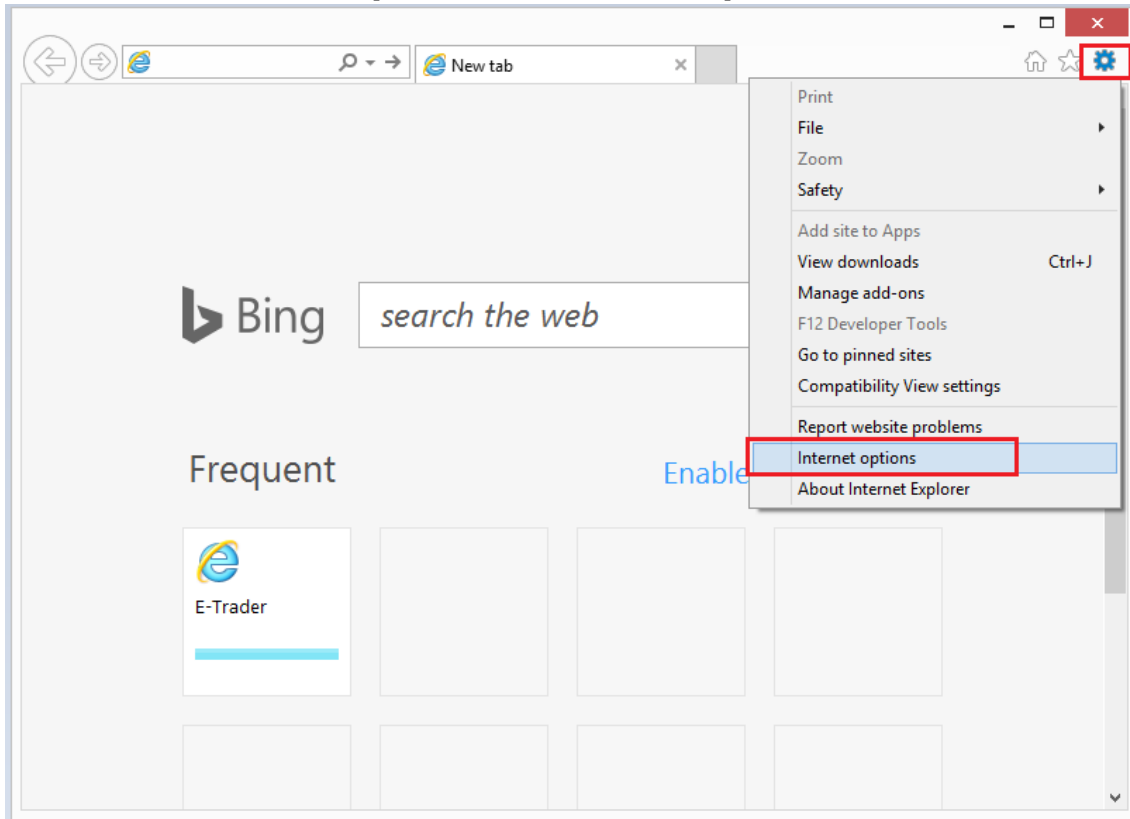 New tab
Print
File
Zoom
Safety
Add site to Apps
View downloads Ctrl+J
Manage add-ons
F12 Developer Tools
Go to pinned sites
Compatibility View settings
Report website problems
Internet options
About Internet Explorer
Bing
search the web
Frequent
Enable
E-Trader